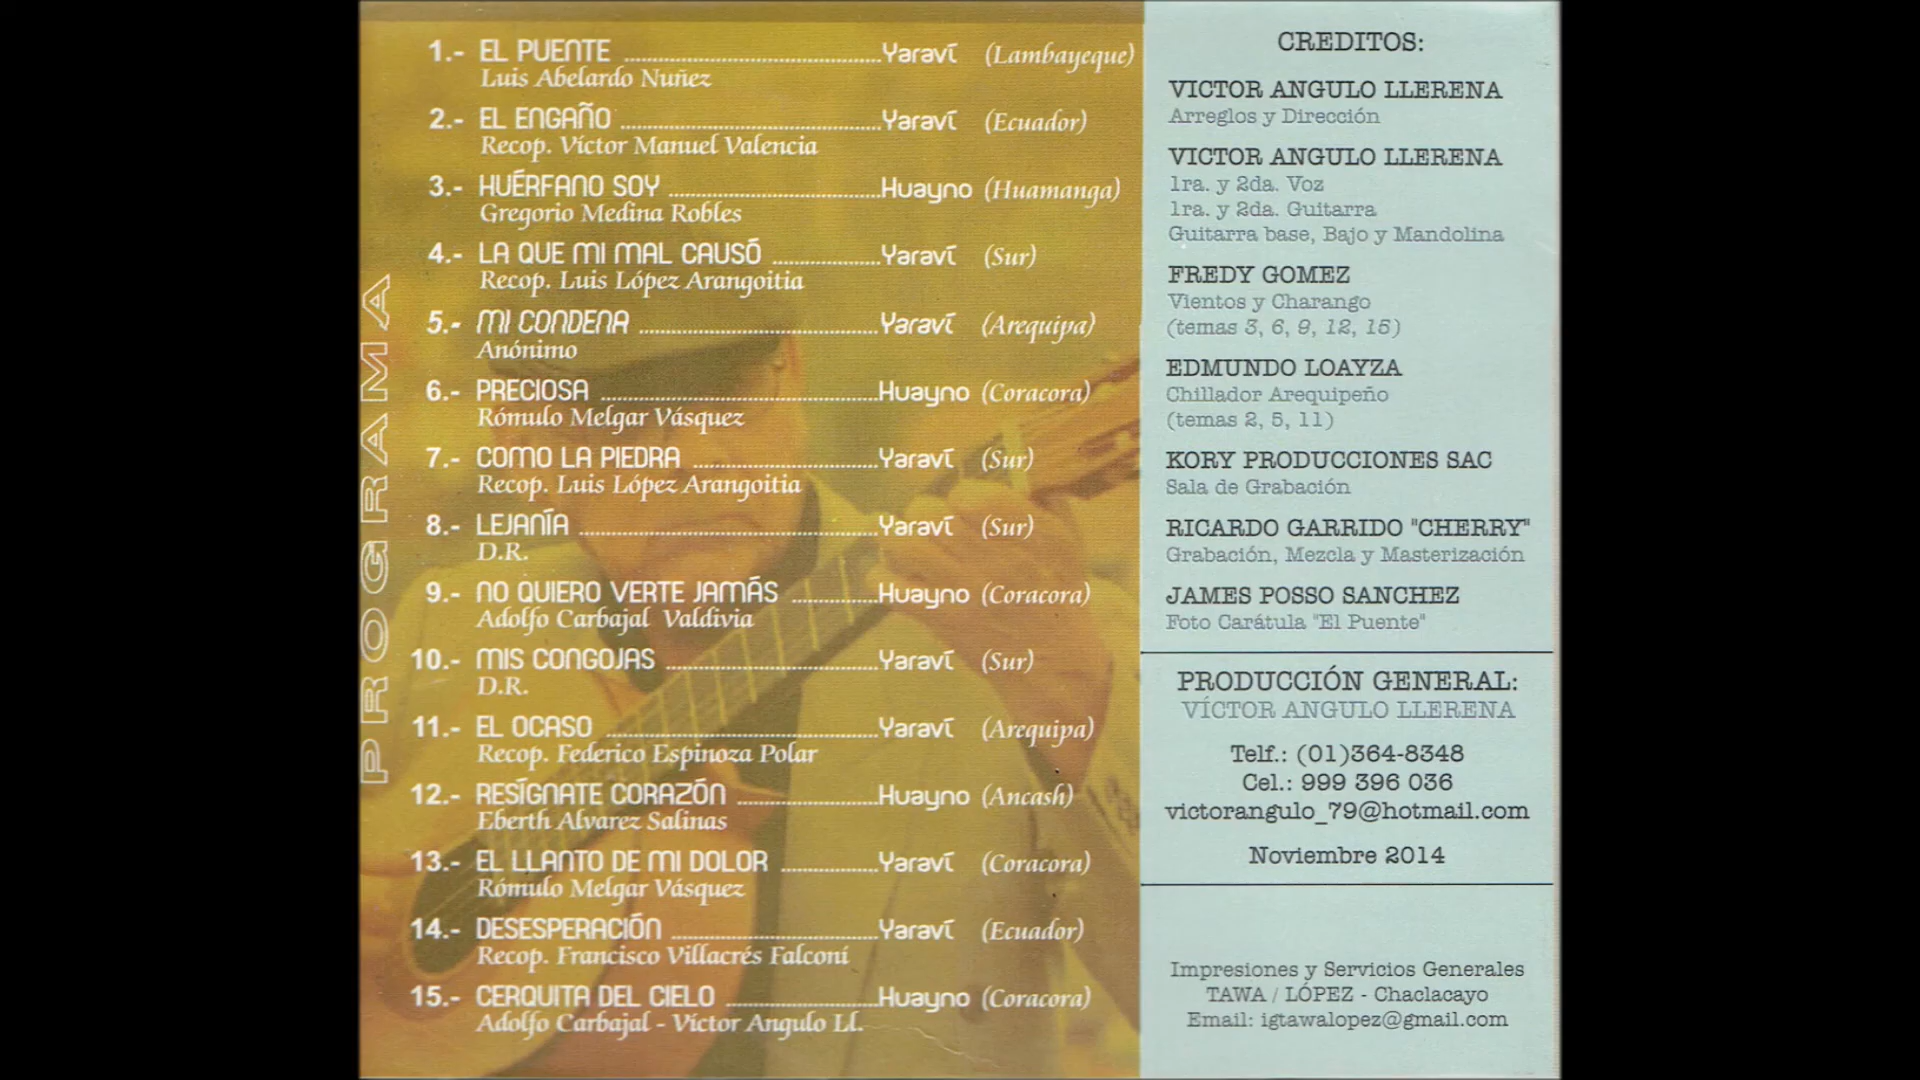 PROGRAMA
1.- EL PUENTE ........................Yaraví (Lambayeque)
Luis Abelardo Nuñez
2.- EL ENGAÑO ........................Yaraví (Ecuador)
Recop. Víctor Manuel Valencia
3.- HUÉRFANO SOY ........................Huayno (Huamanga)
Gregorio Medina Robles
4.- LA QUE MI MAL CAUSÓ ............Yaraví (Sur)
Recop. Luis López Arangoitia
5.- MI CONDENA ........................Yaraví (Arequipa)
Anónimo
6.- PRECIOSA ........................Huayno (Coracora)
Rómulo Melgar Vásquez
7.- COMO LA PIEDRA ....................Yaraví (Sur)
Recop. Luis López Arangoitia
8.- LEJANÍA ........................Yaraví (Sur)
D.R.
9.- NO QUIERO VERTE JAMÁS ..........Huayno (Coracora)
Adolfo Carbajal Valdivia
10.- MIS CONGOJAS ........................Yaraví (Sur)
D.R.
11.- EL OCASO ........................Yaraví (Arequipa)
Recop. Federico Espinoza Polar
12.- RESÍGNATE CORAZÓN ................Huayno (Ancash)
Eberth Alvarez Salinas
13.- EL LLANTO DE MI DOLOR ............Yaraví (Coracora)
Rómulo Melgar Vásquez
14.- DESESPERACIÓN ........................Yaraví (Ecuador)
Recop. Francisco Villacrés Falconí
15.- CERQUITA DEL CIELO ................Huayno (Coracora)
Adolfo Carbajal - Víctor Angulo Ll.
CREDITOS:
VICTOR ANGULO LLERENA
Arreglos y Dirección
VICTOR ANGULO LLERENA
1ra. y 2da. Voz
1ra. y 2da. Guitarra
Guitarra base, Bajo y Mandolina
FREDY GOMEZ
Vientos y Charango
(temas 3, 6, 9, 12, 15)
EDMUNDO LOAYZA
Chillador Arequipeño
(temas 2, 5, 11)
KORY PRODUCCIONES SAC
Sala de Grabación
RICARDO GARRIDO "CHERRY"
Grabación, Mezcla y Masterización
JAMES POSSO SANCHEZ
Foto Carátula "El Puente"
PRODUCCIÓN GENERAL:
VÍCTOR ANGULO LLERENA
Telf.: (01)364-8348
Cel.: 999 396 036
victorangulo_79@hotmail.com
Noviembre 2014
Impresiones y Servicios Generales
TAWA / LÓPEZ - Chaclacayo
Email: igtawalopez@gmail.com